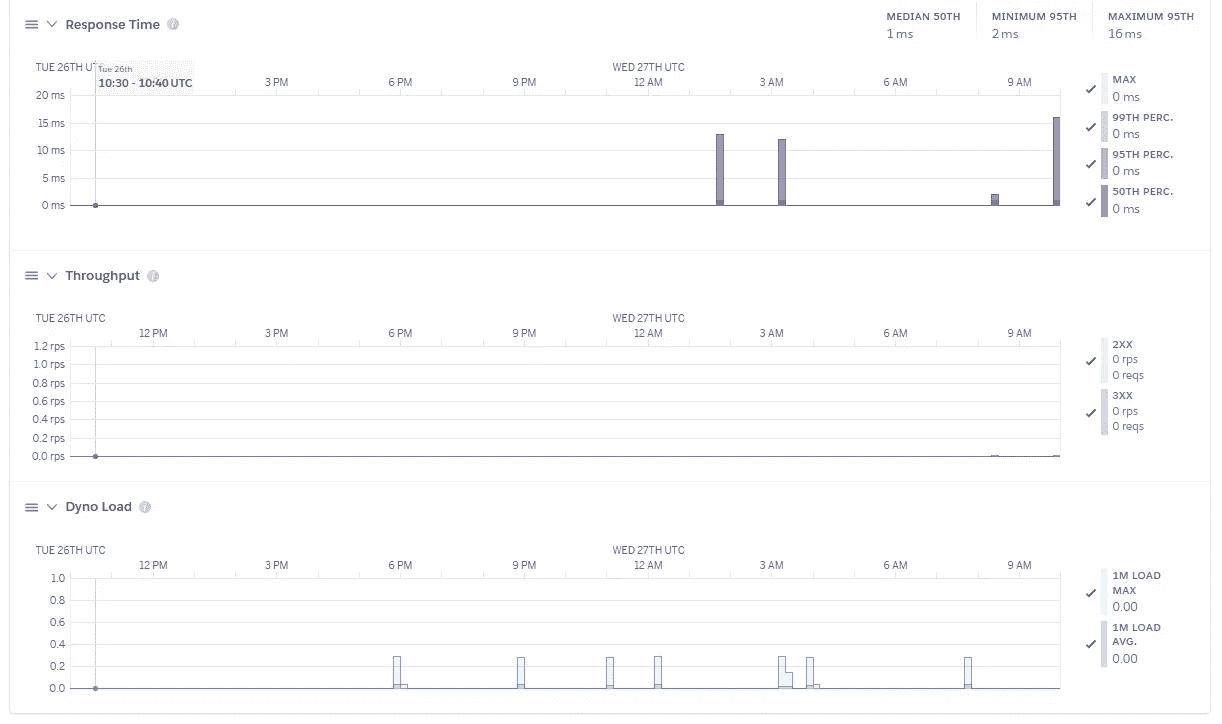 Response Time
MEDIAN 50TH MINIMUM 95TH MAXIMUM 95TH
1 ms 2 ms 16 ms
TUE 26TH UTC WED 27TH UTC
Tue 26th
10:30 - 10:40 UTC 3 PM 6 PM 9 PM 12 AM 3 AM 6 AM 9 AM
20 ms
15 ms
10 ms
5 ms
0 ms
MAX
0 ms
99TH PERC.
0 ms
95TH PERC.
0 ms
50TH PERC.
0 ms
Throughput
TUE 26TH UTC WED 27TH UTC
12 PM 3 PM 6 PM 9 PM 12 AM 3 AM 6 AM 9 AM
1.2 rps
1.0 rps
0.8 rps
0.6 rps
0.4 rps
0.2 rps
0.0 rps
2XX
0 rps
0 reqs
3XX
0 rps
0 reqs
Dyno Load
TUE 26TH UTC WED 27TH UTC
12 PM 3 PM 6 PM 9 PM 12 AM 3 AM 6 AM 9 AM
1.0
0.8
0.6
0.4
0.2
0.0
1M LOAD
MAX
0.00
1M LOAD
AVG.
0.00